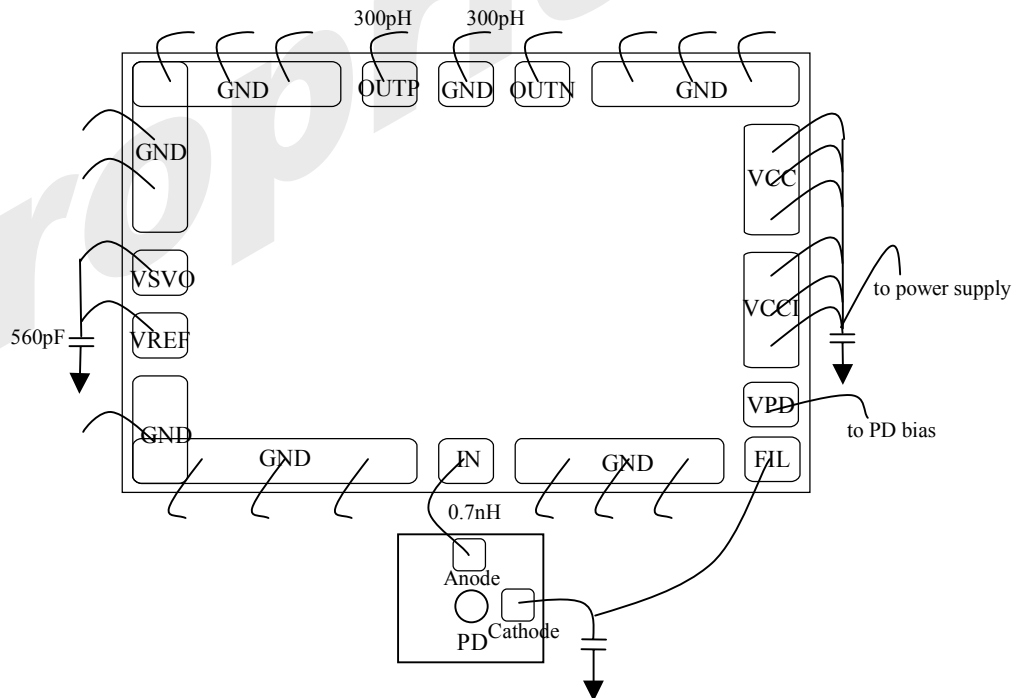 300pH 300pH
GND OUTP GND OUTN GND
GND
VCC
VSVO
VCCI
to power supply
560pF
VREF
VPD
to PD bias
GND
GND
IN
GND
FIL
0.7nH
Anode
Cathode
PD